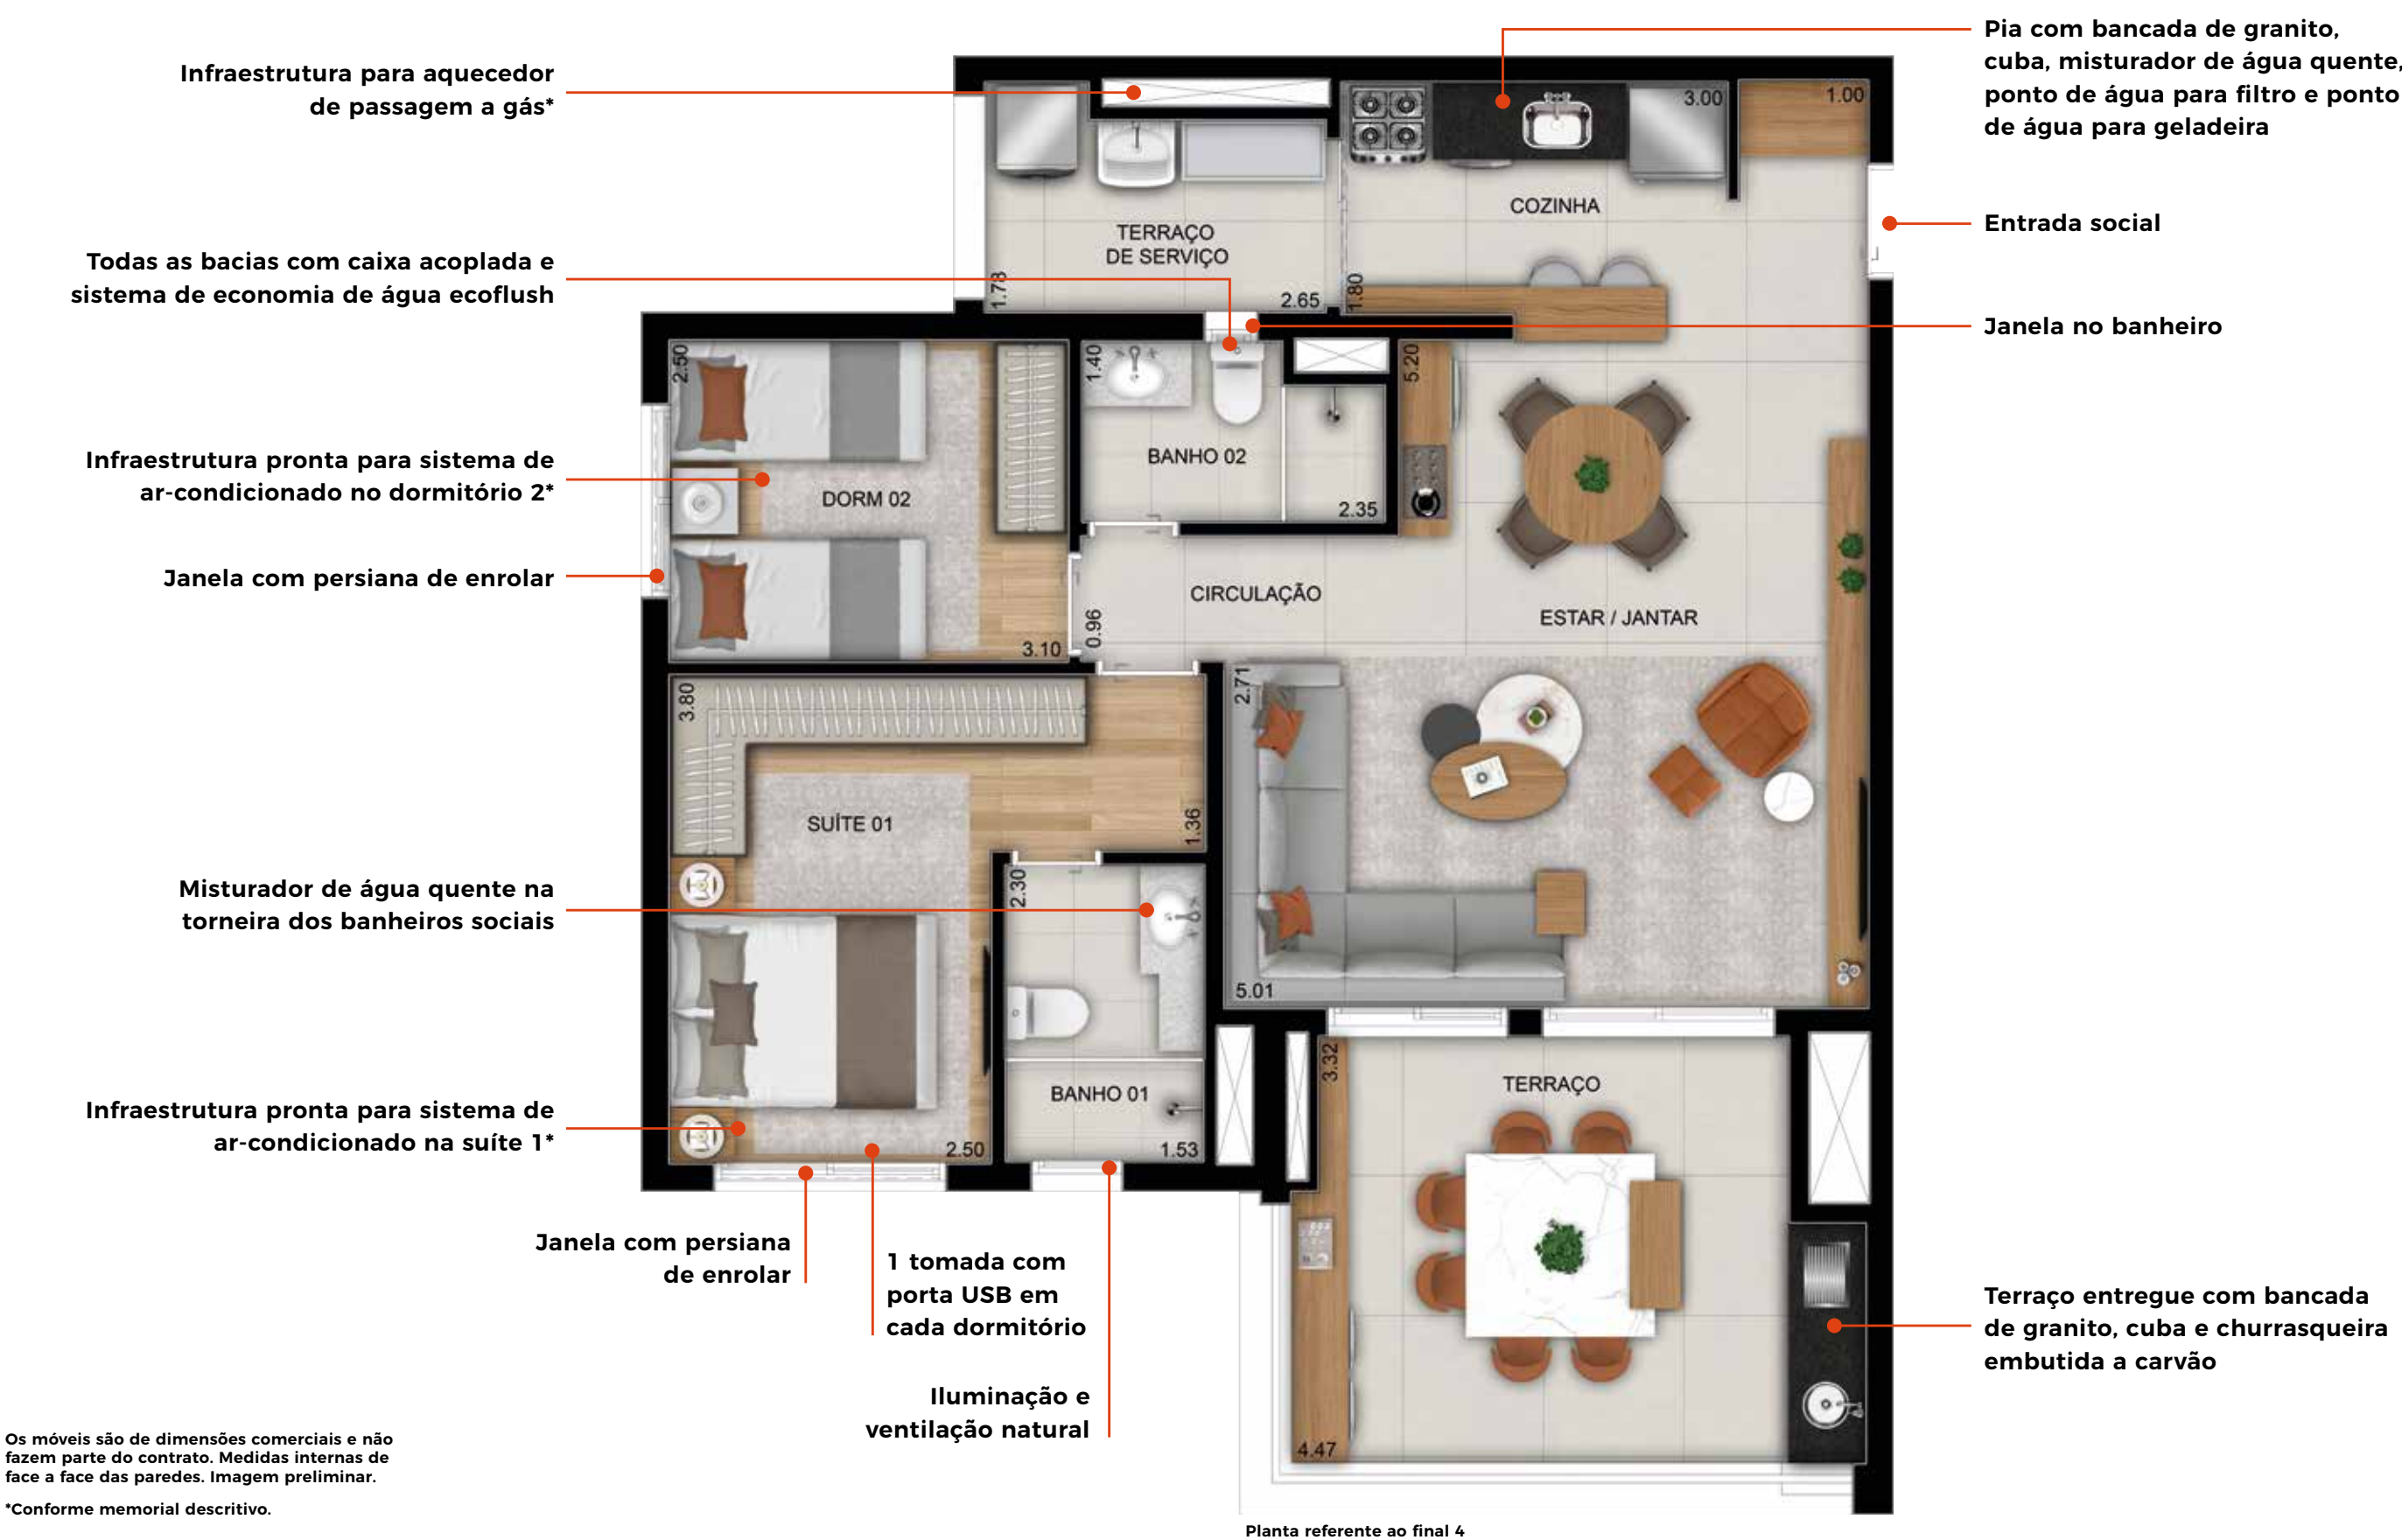 Infraestrutura para aquecedor
de passagem a gás*
Pia com bancada de granito,
cuba, misturador de água quente,
ponto de água para filtro e ponto
de água para geladeira
3.00
1.00
COZINHA
Entrada social
TERRAÇO
DE SERVIÇO
Todas as bacias com caixa acoplada e
sistema de economia de água ecoflush
1.78
2.65
1.80
Janela no banheiro
2.50
1.40
5.20
Infraestrutura pronta para sistema de
ar-condicionado no dormitório 2*
DORM 02
BANHO 02
2.35
Janela com persiana de enrolar
CIRCULAÇÃO
0.96
3.10
ESTAR / JANTAR
3.80
2.71
SUÍTE 01
1.36
Misturador de água quente na
torneira dos banheiros sociais
2.30
5.01
3.32
TERRAÇO
Infraestrutura pronta para sistema de
ar-condicionado na suíte 1*
BANHO 01
2.50
1.53
Janela com persiana
de enrolar
1 tomada com
porta USB em
cada dormitório
Iluminação e
ventilação natural
Terraço entregue com bancada
de granito, cuba e churrasqueira
embutida a carvão
4.47
Os móveis são de dimensões comerciais e não
fazem parte do contrato. Medidas internas de
face a face das paredes. Imagem preliminar.
*Conforme memorial descritivo.
Planta referente ao final 4